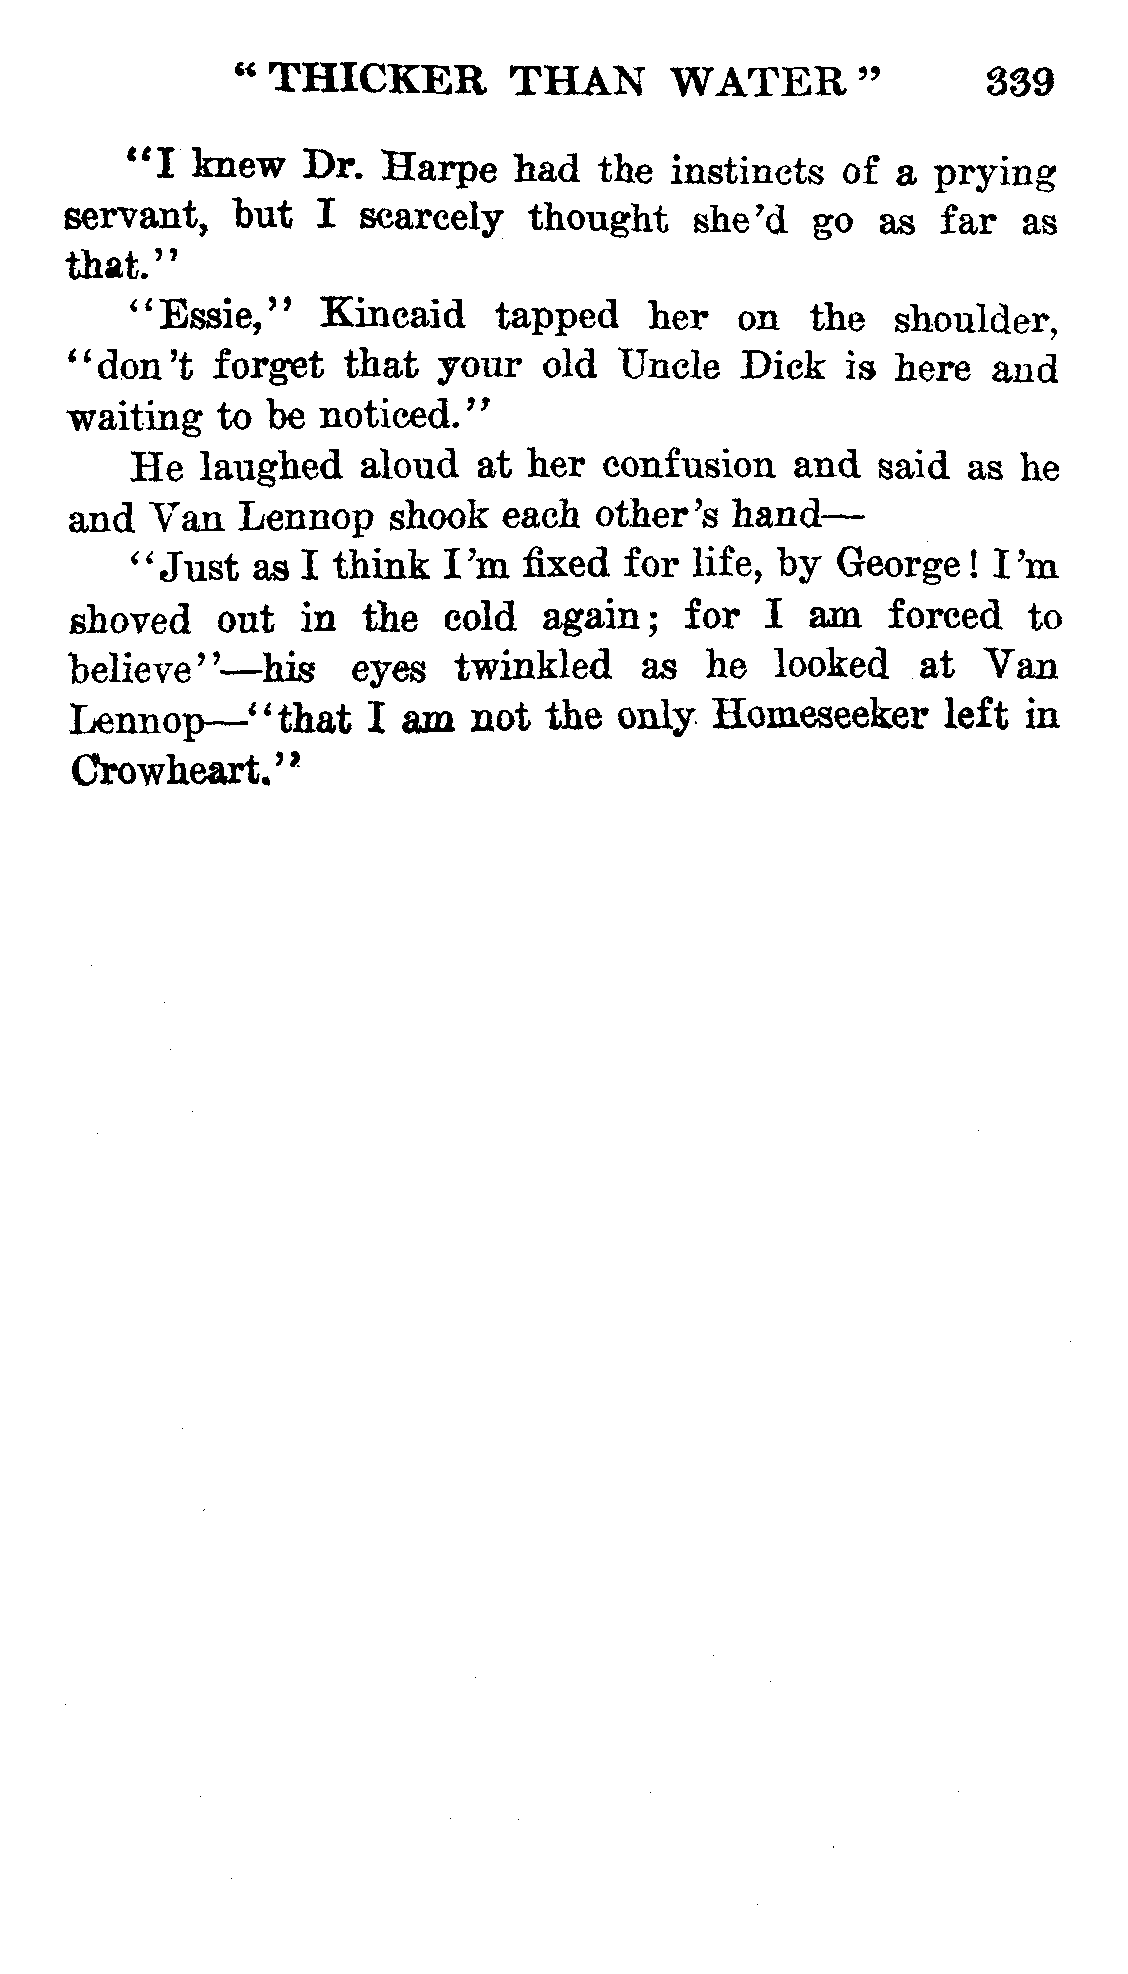 “THICKER THAN WATER” 339
“I knew Dr. Harpe had the instincts of a prying
servant, but I scarcely thought she’d go as far as
that.”
“Essie,” Kincaid tapped her on the shoulder,
“don’t forget that your old Uncle Dick is here and
waiting to be noticed.”
He laughed aloud at her confusion and said as he
and Van Lennop shook each other’s hand—
“Just as I think I’m fixed for life, by George! I’m
shoved out in the cold again; for I am forced to
believe”—his eyes twinkled as he looked at Van
Lennop—“that I am not the only Homeseeker left in
Crowheart.”